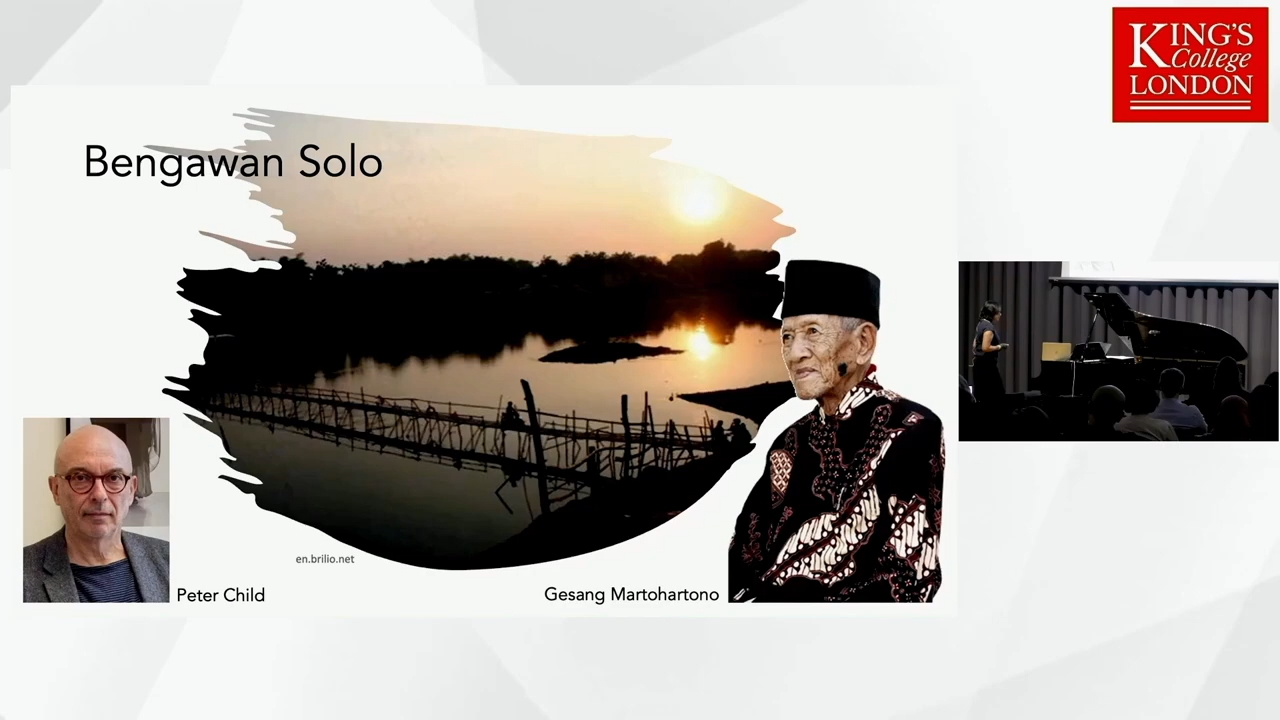 KING'S
College
LONDON
Bengawan Solo
en.brilio.net
Peter Child
Gesang Martohartono